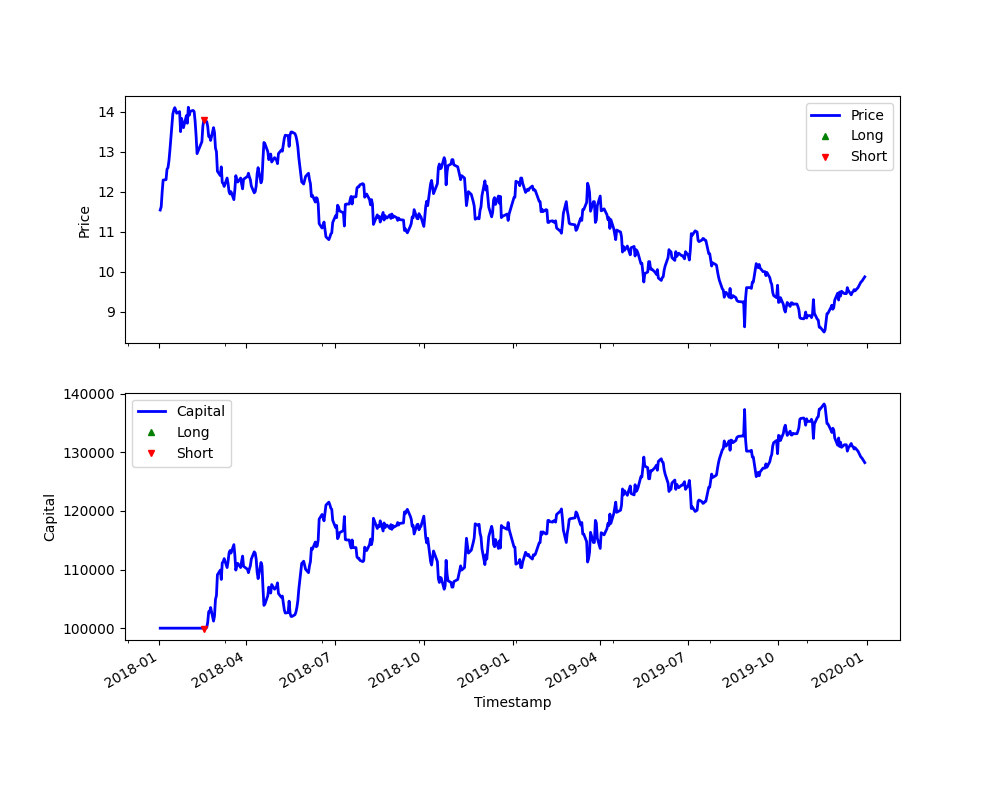 14
13
12
11
10
9
Price
Price
Long
Short
140000
130000
120000
110000
100000
Capital
Capital
Long
Short
2018-01
2018-04
2018-07
2018-10
2019-01
2019-04
2019-07
2019-10
2020-01
Timestamp